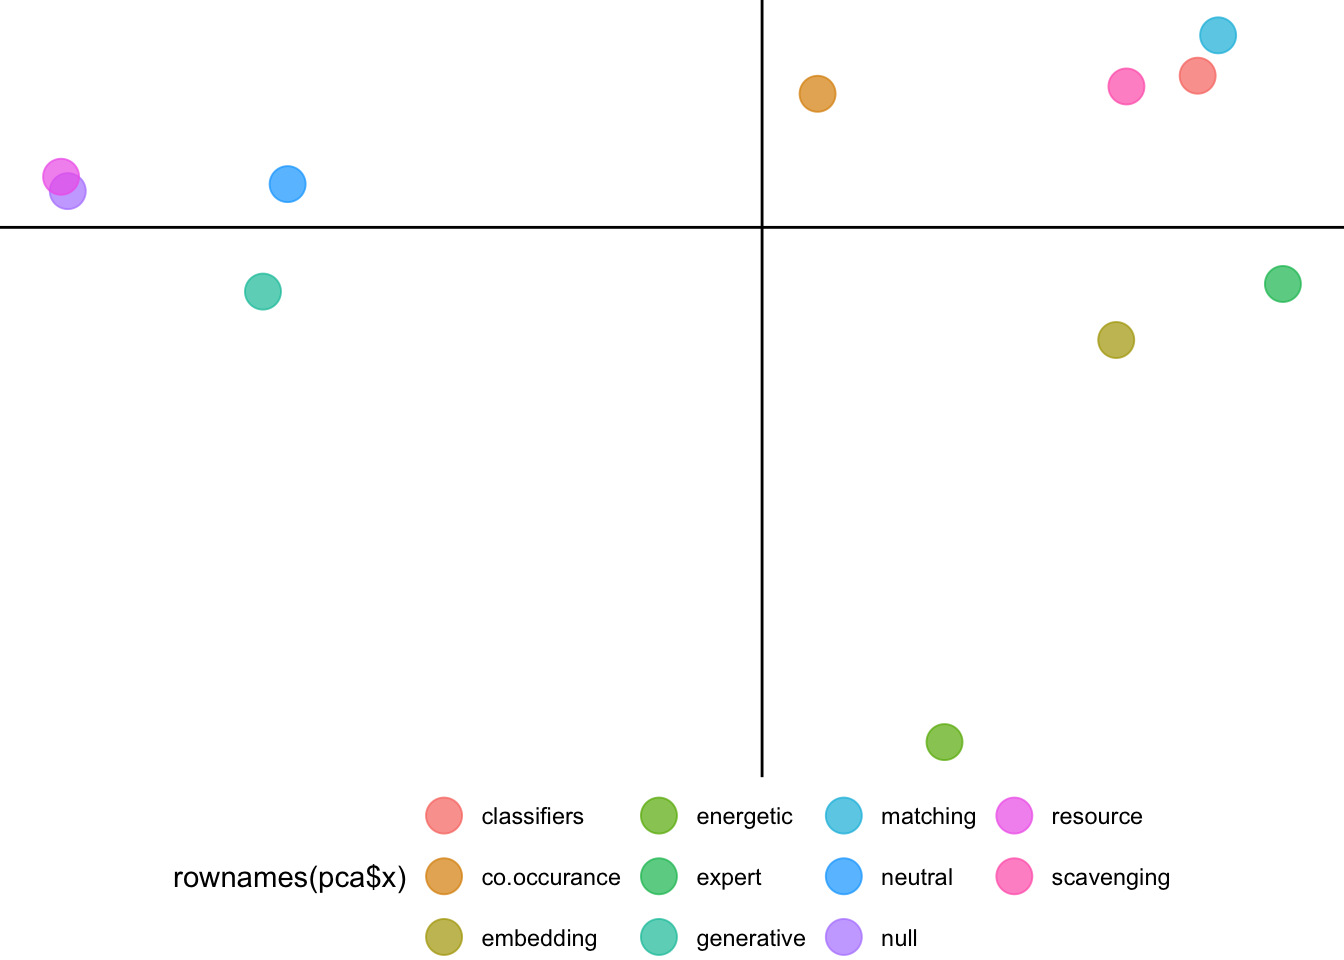 classifiers energetic matching resource
rownames(pca$x) co.occurance expert neutral scavenging
embedding generative null